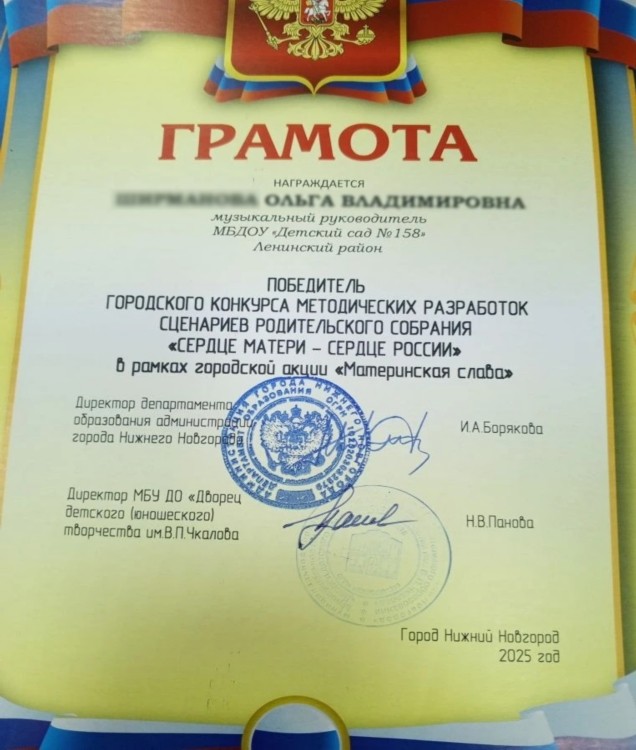 ГРАМОТА
НАГРАЖДАЕТСЯ
ОЛЬГА ВЛАДИМИРОВНА
музыкальный руководитель
МБДОУ «Детский сад №158»
Ленинский район
ПОБЕДИТЕЛЬ
ГОРОДСКОГО КОНКУРСА МЕТОДИЧЕСКИХ РАЗРАБОТОК
СЦЕНАРИЕВ РОДИТЕЛЬСКОГО СОБРАНИЯ
«СЕРДЦЕ МАТЕРИ – СЕРДЦЕ РОССИИ»
в рамках городской акции «Материнская слава»
Директор департамента
образования администрации
города Нижнего Новгорода
И.А.Борякова
Директор МБУ ДО «Дворец
детского (юношеского)
творчества им.В.П.Чкалова
Н.В.Панова
Город Нижний Новгород
2025 год